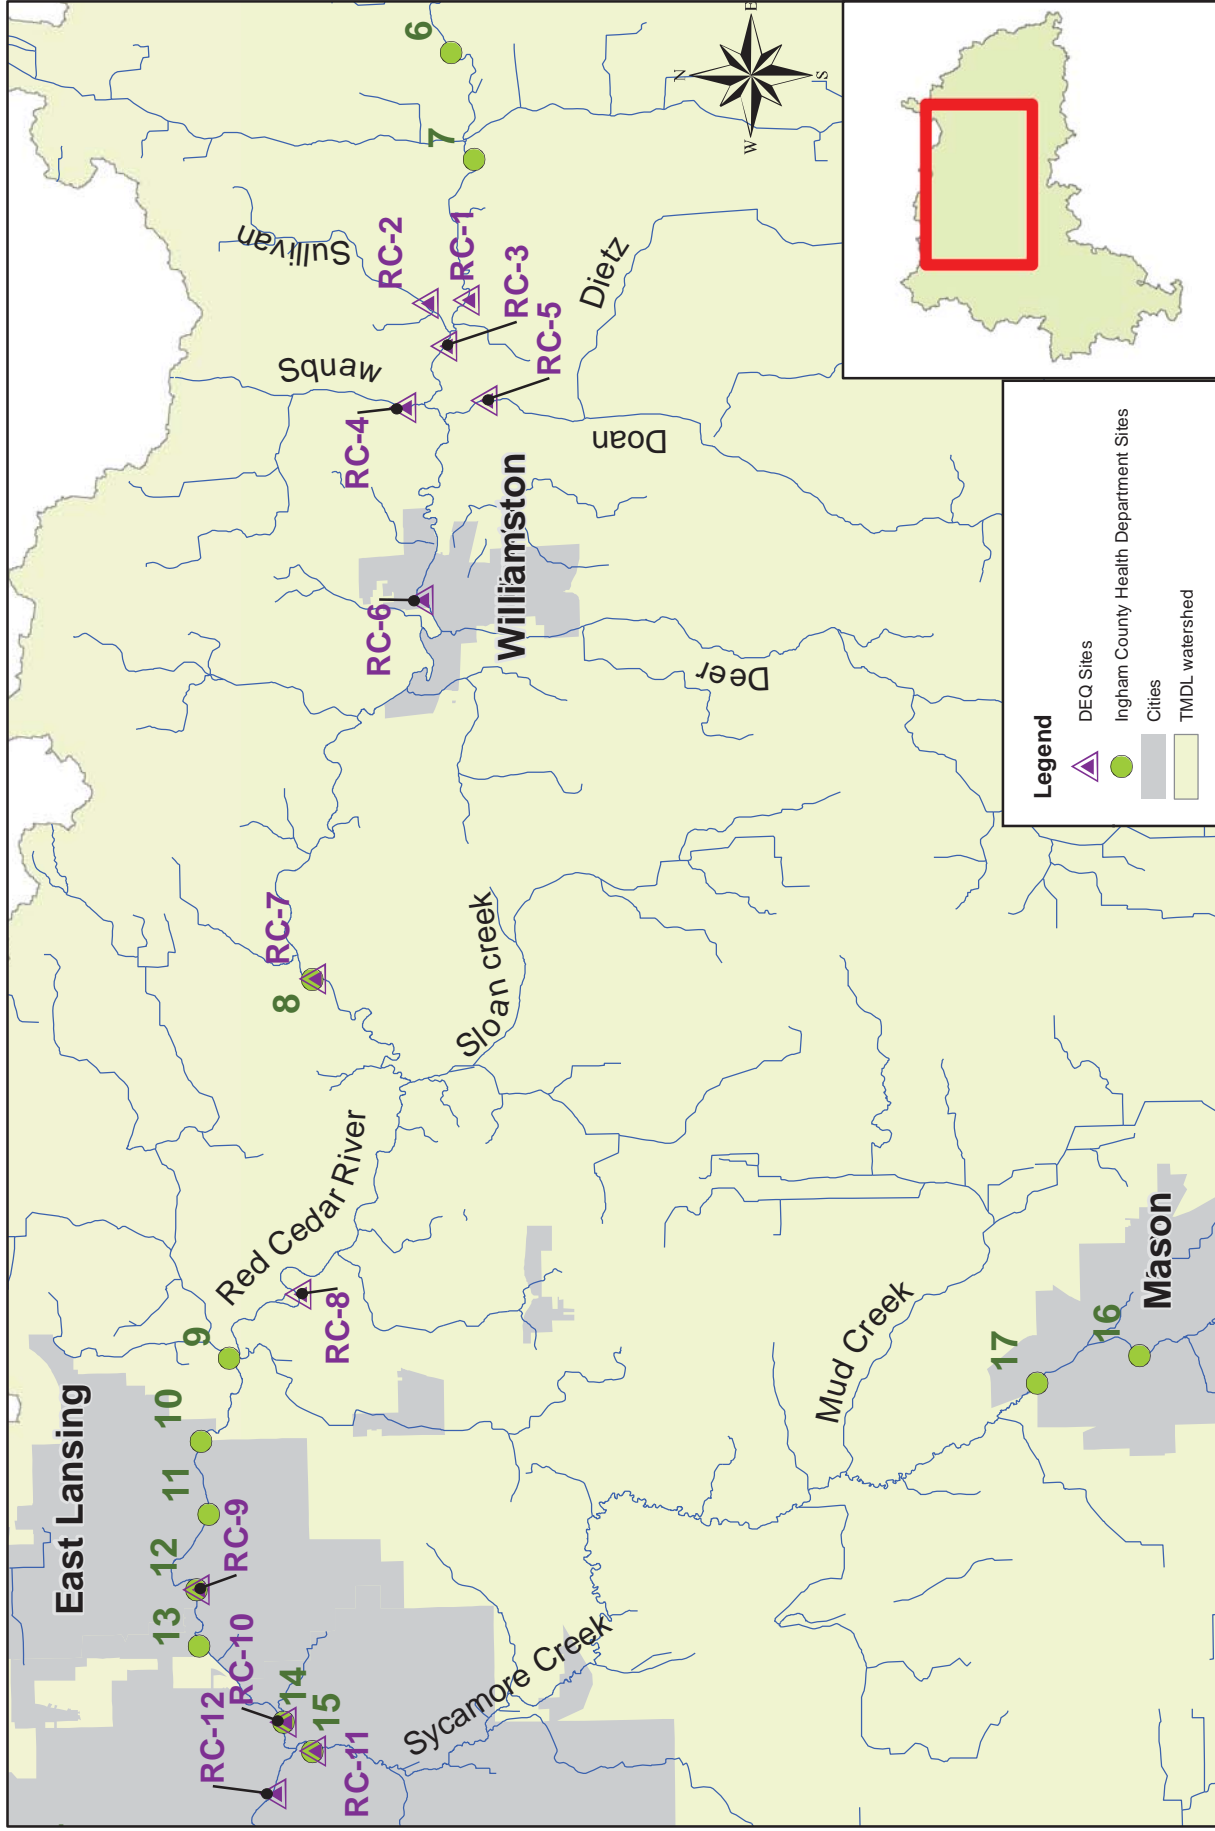 East Lansing
6
7
8
9
10
11
12
13
14
15
16
17
RC-1
RC-2
RC-3
RC-4
RC-5
RC-6
RC-7
RC-8
RC-9
RC-10
RC-11
RC-12
Sullivan
Squaw
Dietz
Doan
Deer
Williamston
Sloan creek
Red Cedar River
Mud Creek
Sycamore Creek
Mason
N
E
S
W
Legend
DEQ Sites
Ingham County Health Department Sites
Cities
TMDL watershed